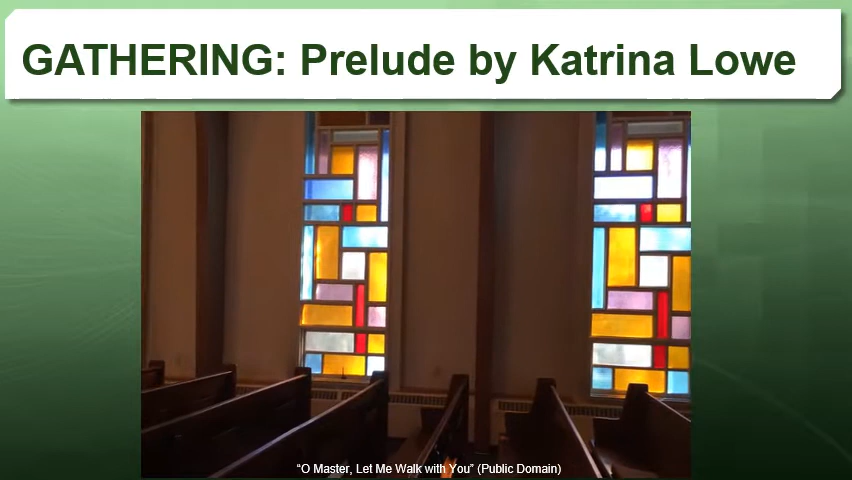 GATHERING: Prelude by Katrina Lowe
“O Master, Let Me Walk with You” (Public Domain)